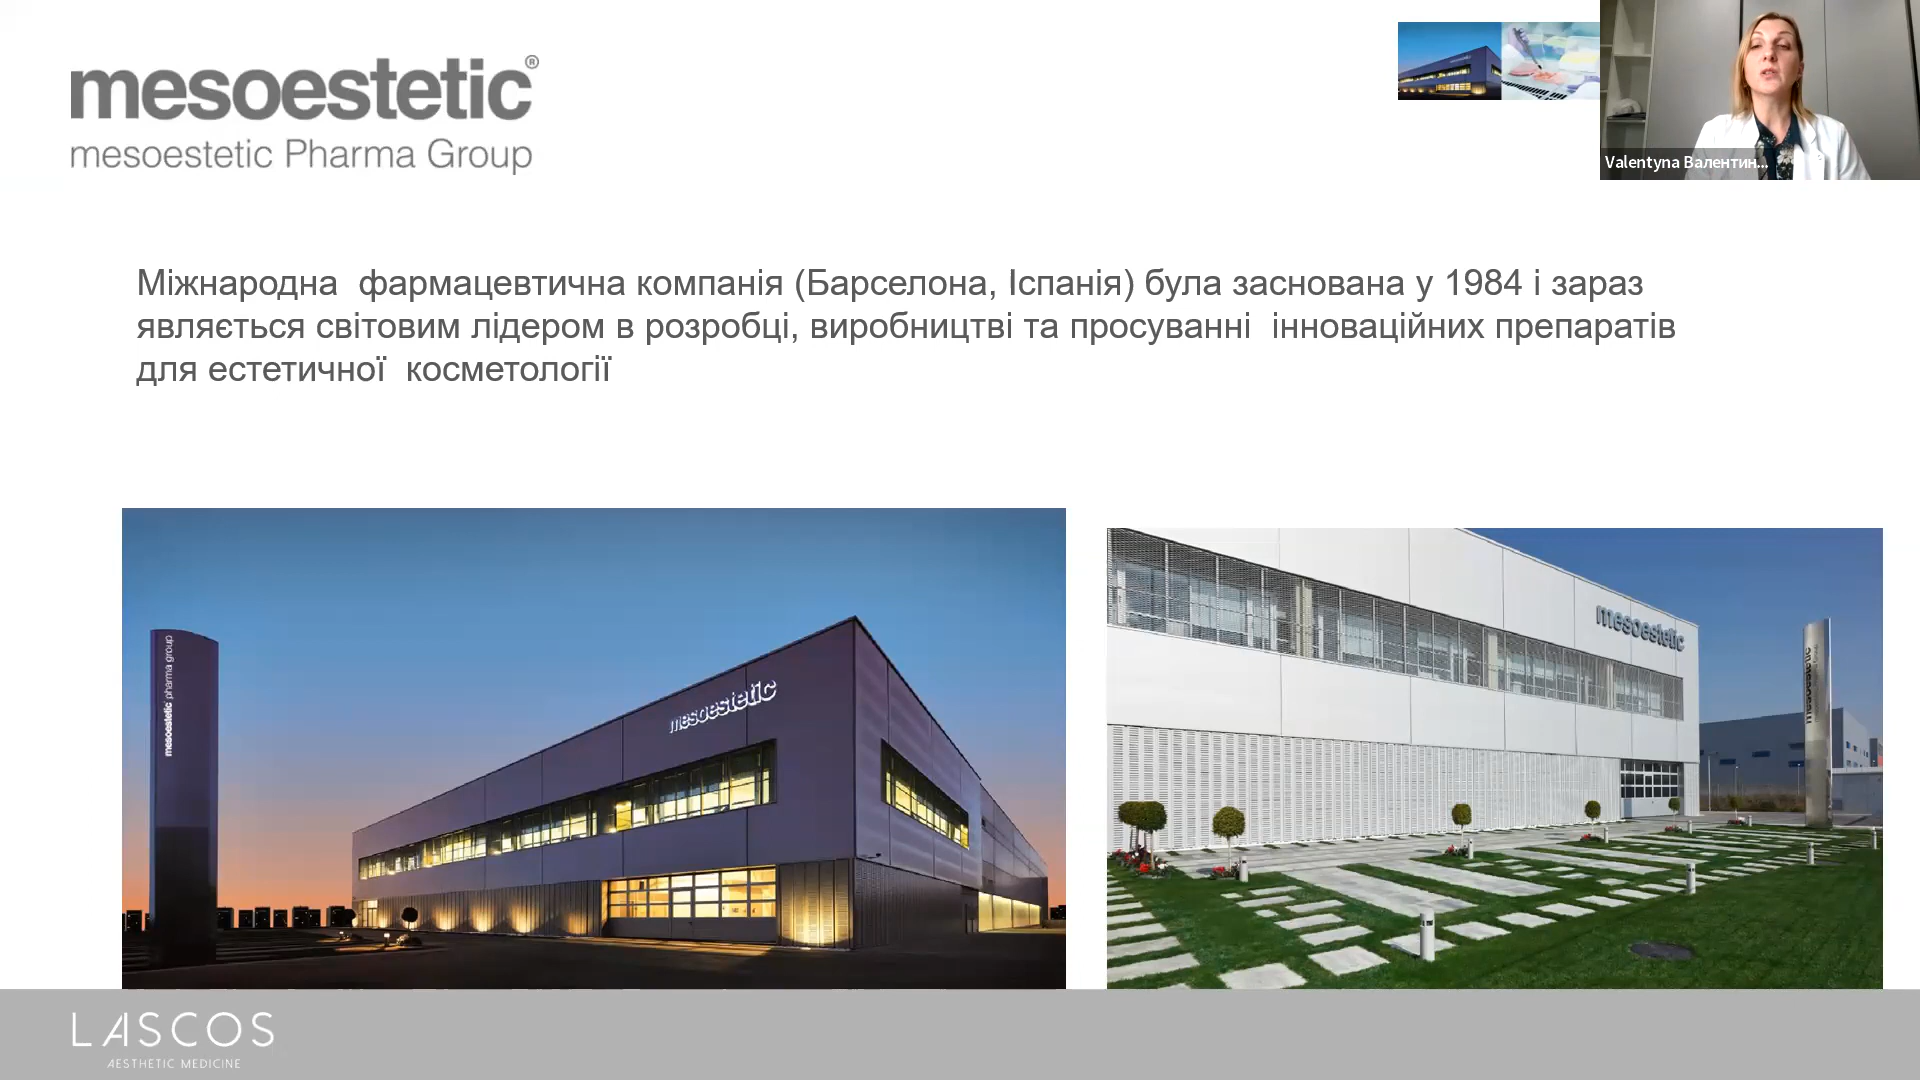 mesoestetic®
mesoestetic Pharma Group
Valentyna Валентин...
Міжнародна фармацевтична компанія (Барселона, Іспанія) була заснована у 1984 і зараз
являється світовим лідером в розробці, виробництві та просуванні інноваційних препаратів
для естетичної косметології
mesoestetic pharma group
mesoestetic
mesoestetic
mesoestetic
LASCOS
AESTHETIC MEDICINE